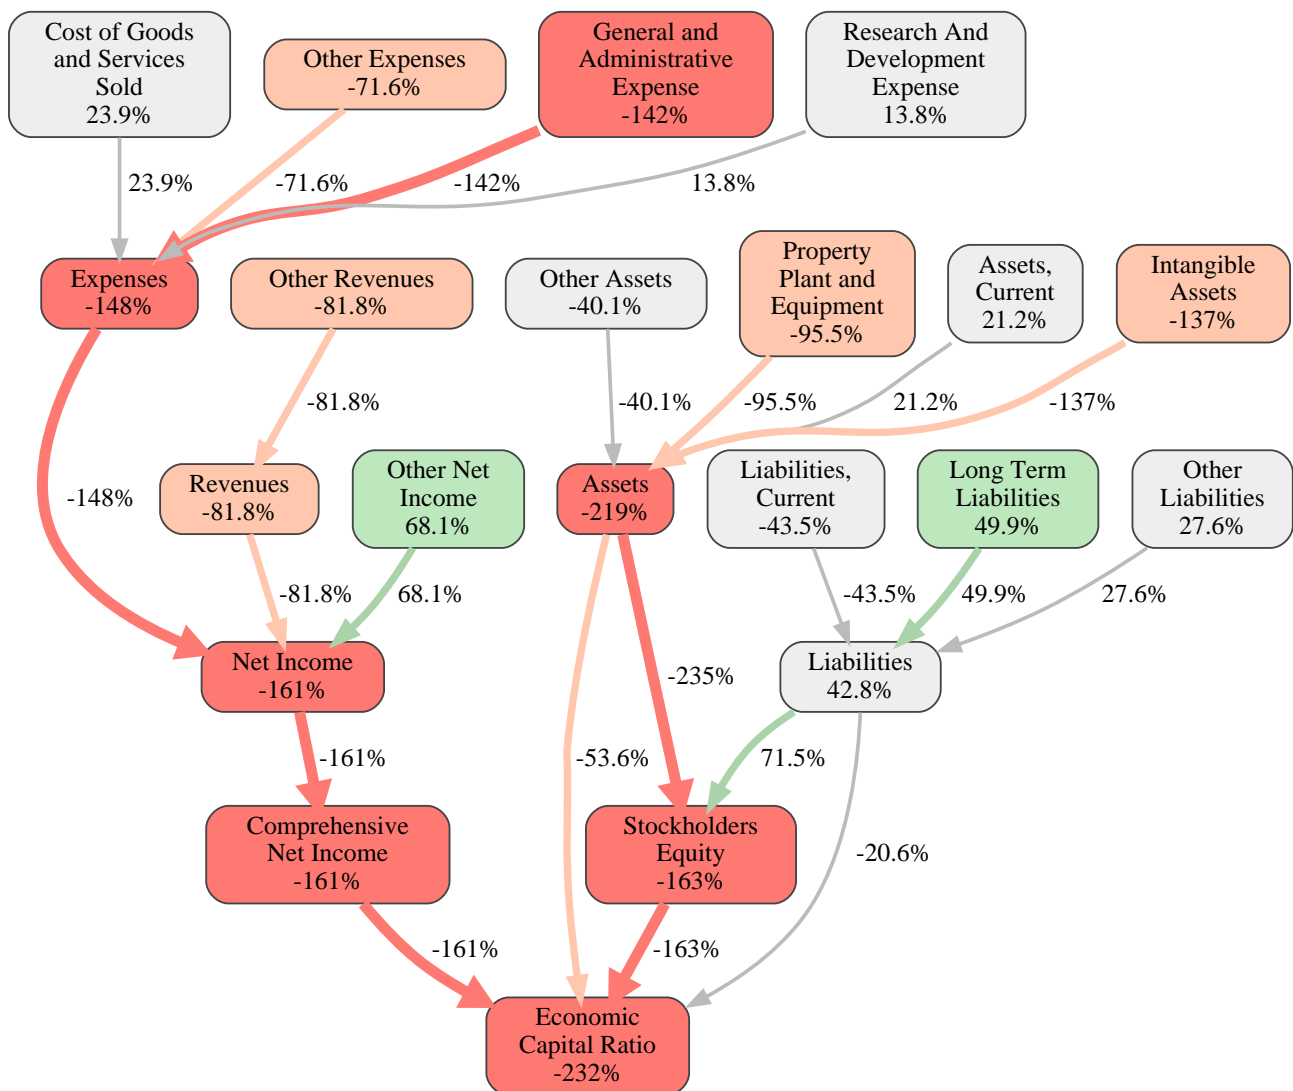 Cost of Goods
and Services
Sold
23.9%
Other Expenses
-71.6%
General and
Administrative
Expense
-142%
Research And
Development
Expense
13.8%
23.9%
-71.6%
-142%
13.8%
Expenses
-148%
Other Revenues
-81.8%
Other Assets
-40.1%
Property
Plant and
Equipment
-95.5%
Assets,
Current
21.2%
Intangible
Assets
-137%
-81.8%
-40.1%
-95.5%
21.2%
-137%
-148%
Revenues
-81.8%
Other Net
Income
68.1%
Assets
-219%
Liabilities,
Current
-43.5%
Long Term
Liabilities
49.9%
Other
Liabilities
27.6%
-81.8%
68.1%
-43.5%
49.9%
27.6%
Net Income
-161%
-235%
Liabilities
42.8%
-161%
-53.6%
71.5%
Comprehensive
Net Income
-161%
Stockholders
Equity
-163%
-20.6%
-161%
-163%
Economic
Capital Ratio
-232%